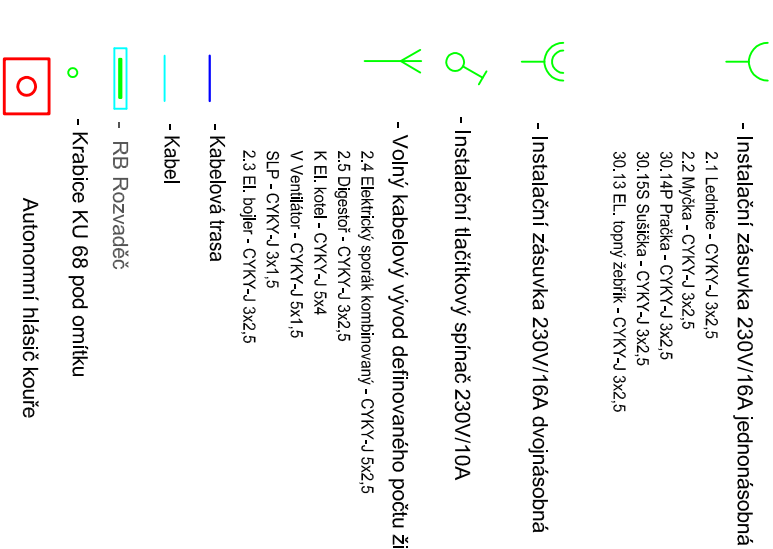 - Instalační zásuvka 230V/16A jednonásobná
2.1 Lednice - CYKY-J 3x2,5
2.2 Myčka - CYKY-J 3x2,5
30.14P Pračka - CYKY-J 3x2,5
30.15S Sušička - CYKY-J 3x2,5
30.13 EL. topný žebřík - CYKY-J 3x2,5
- Instalační zásuvka 230V/16A dvojnásobná
- Instalační tlačítkový spínač 230V/10A
- Volný kabelový vývod definovaného počtu ži
2.4 Elektrický sporák kombinovaný - CYKY-J 5x2,5
2.5 Digestoř - CYKY-J 3x2,5
K El. kotel - CYKY-J 5x4
V Ventilátor - CYKY-J 5x1,5
SLP - CYKY-J 3x1,5
2.3 El. bojler - CYKY-J 3x2,5
- Kabelová trasa
- Kabel
- RB Rozvaděč
- Krabice KU 68 pod omítku
Autonomní hlásič kouře